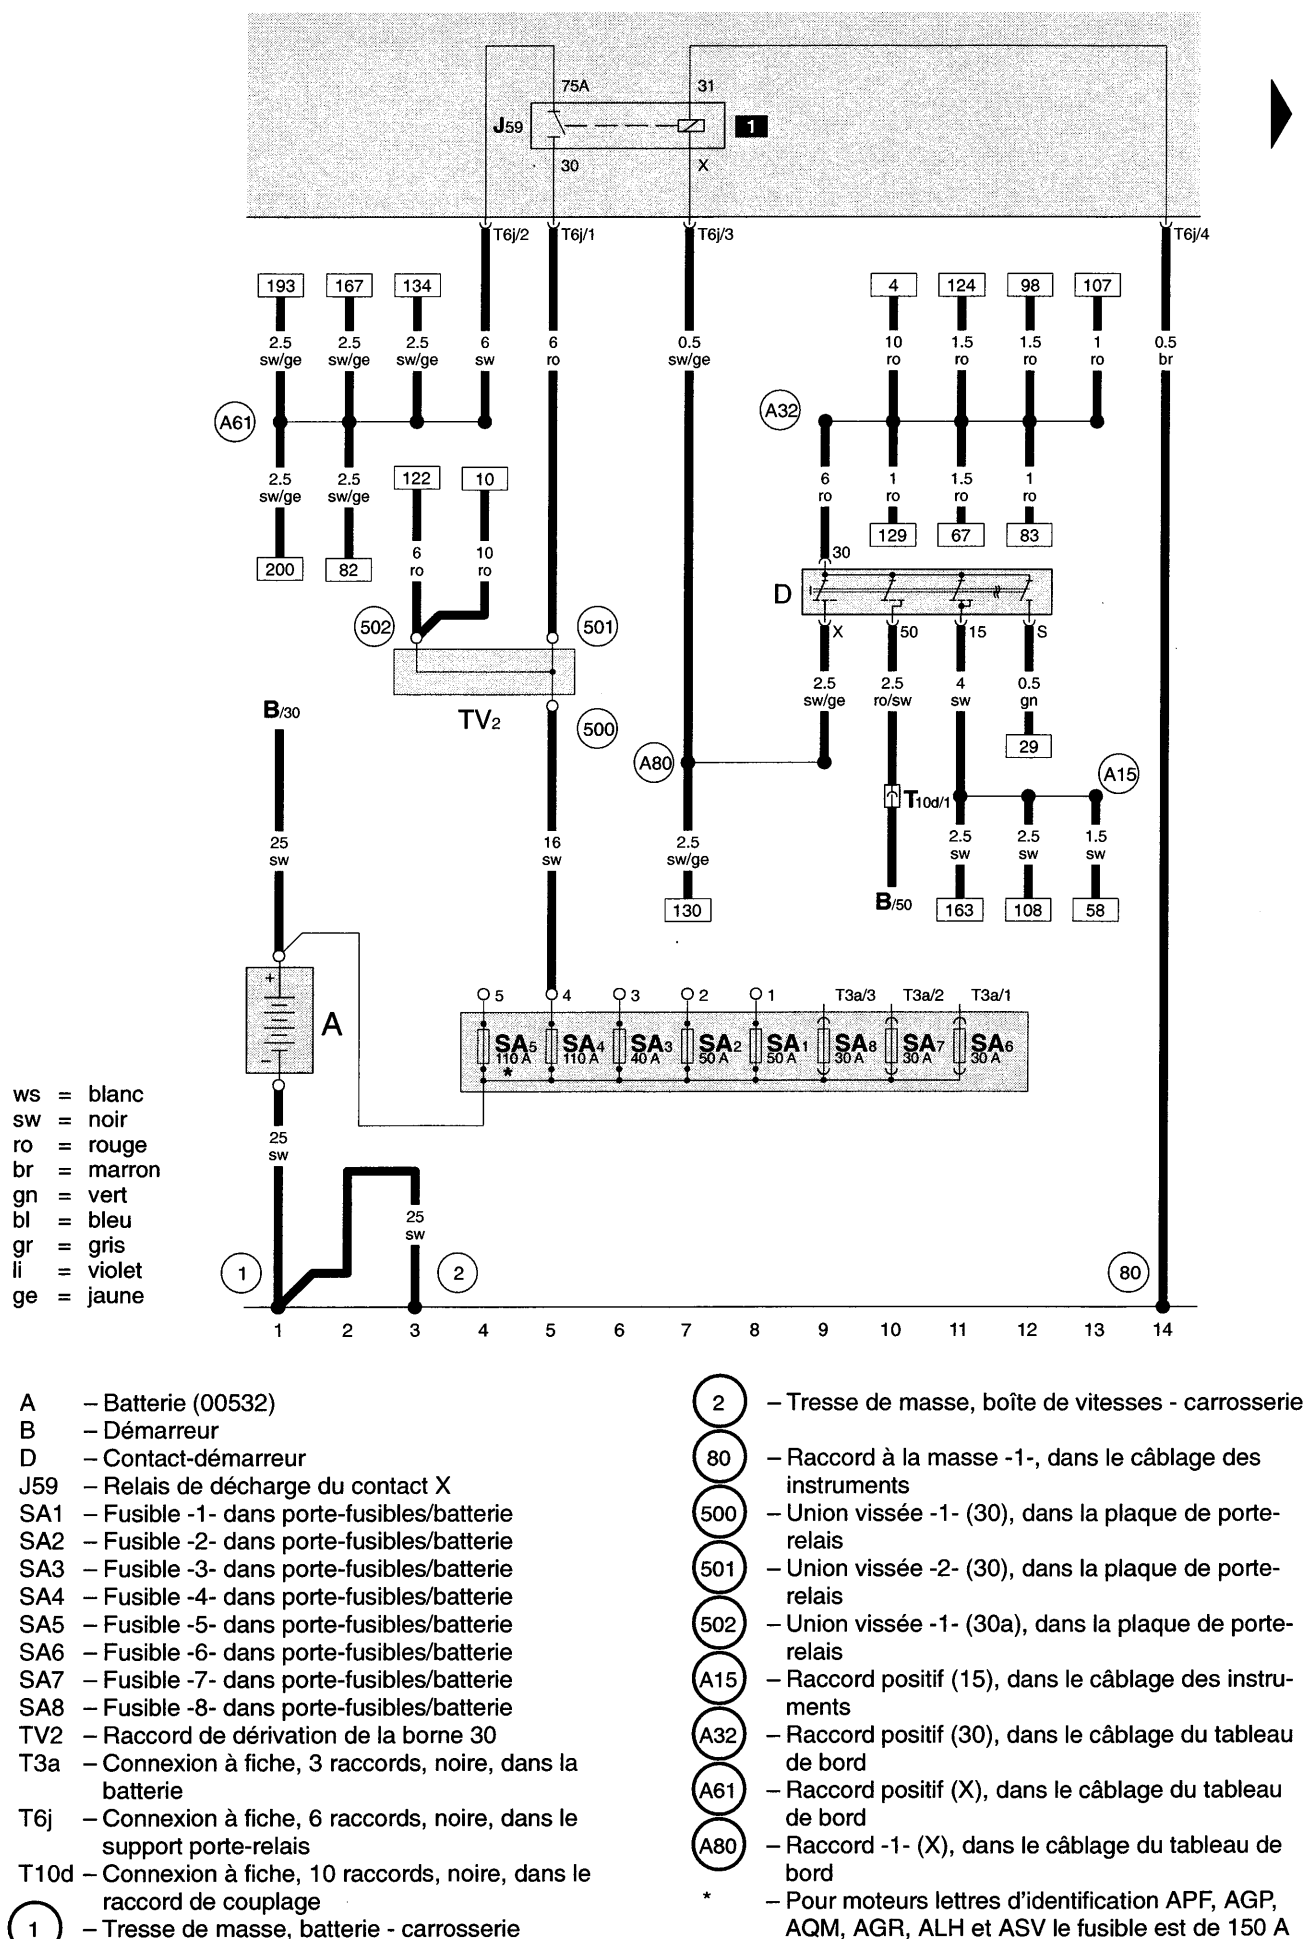 75A 31
J59 1
30 X
T6j/2 T6j/1 T6j/3 T6j/4
193 167 134 4 124 98 107
2.5 2.5 2.5 6 6 0.5 10 1.5 1.5 1 0.5
sw/ge sw/ge sw/ge sw ro sw/ge ro ro ro ro br
A61 A32
2.5 2.5 122 10 6 1 1.5 1
sw/ge sw/ge ro ro ro ro
129 67 83
200 82 6 10 30
ro ro D
502 501 X 50 15 S
2.5 2.5 4 0.5
sw/ge ro/sw sw gn
B/30 TV2 500 29
A80 A15
T10d/1
25 16 2.5 2.5 2.5 1.5
sw sw sw/ge sw sw sw
130 B/50 163 108 58
+ 5 4 3 2 1 T3a/3 T3a/2 T3a/1
A SA5 SA4 SA3 SA2 SA1 SA8 SA7 SA6
110 A 110 A 40 A 50 A 50 A 30 A 30 A 30 A
- *
ws = blanc
sw = noir
ro = rouge
br = marron
gn = vert
bl = bleu
gr = gris
li = violet
ge = jaune
25
sw
25
sw
1 2 80
1 2 3 4 5 6 7 8 9 10 11 12 13 14
A – Batterie (00532)
B – Démarreur
D – Contact-démarreur
J59 – Relais de décharge du contact X
SA1 – Fusible -1- dans porte-fusibles/batterie
SA2 – Fusible -2- dans porte-fusibles/batterie
SA3 – Fusible -3- dans porte-fusibles/batterie
SA4 – Fusible -4- dans porte-fusibles/batterie
SA5 – Fusible -5- dans porte-fusibles/batterie
SA6 – Fusible -6- dans porte-fusibles/batterie
SA7 – Fusible -7- dans porte-fusibles/batterie
SA8 – Fusible -8- dans porte-fusibles/batterie
TV2 – Raccord de dérivation de la borne 30
T3a – Connexion à fiche, 3 raccords, noire, dans la
batterie
T6j – Connexion à fiche, 6 raccords, noire, dans le
support porte-relais
T10d – Connexion à fiche, 10 raccords, noire, dans le
raccord de couplage
1 – Tresse de masse, batterie - carrosserie
2 – Tresse de masse, boîte de vitesses - carrosserie
80 – Raccord à la masse -1-, dans le câblage des
instruments
500 – Union vissée -1- (30), dans la plaque de porte-
relais
501 – Union vissée -2- (30), dans la plaque de porte-
relais
502 – Union vissée -1- (30a), dans la plaque de porte-
relais
A15 – Raccord positif (15), dans le câblage des instru-
ments
A32 – Raccord positif (30), dans le câblage du tableau
de bord
A61 – Raccord positif (X), dans le câblage du tableau
de bord
A80 – Raccord -1- (X), dans le câblage du tableau de
bord
* – Pour moteurs lettres d'identification APF, AGP,
AQM, AGR, ALH et ASV le fusible est de 150 A